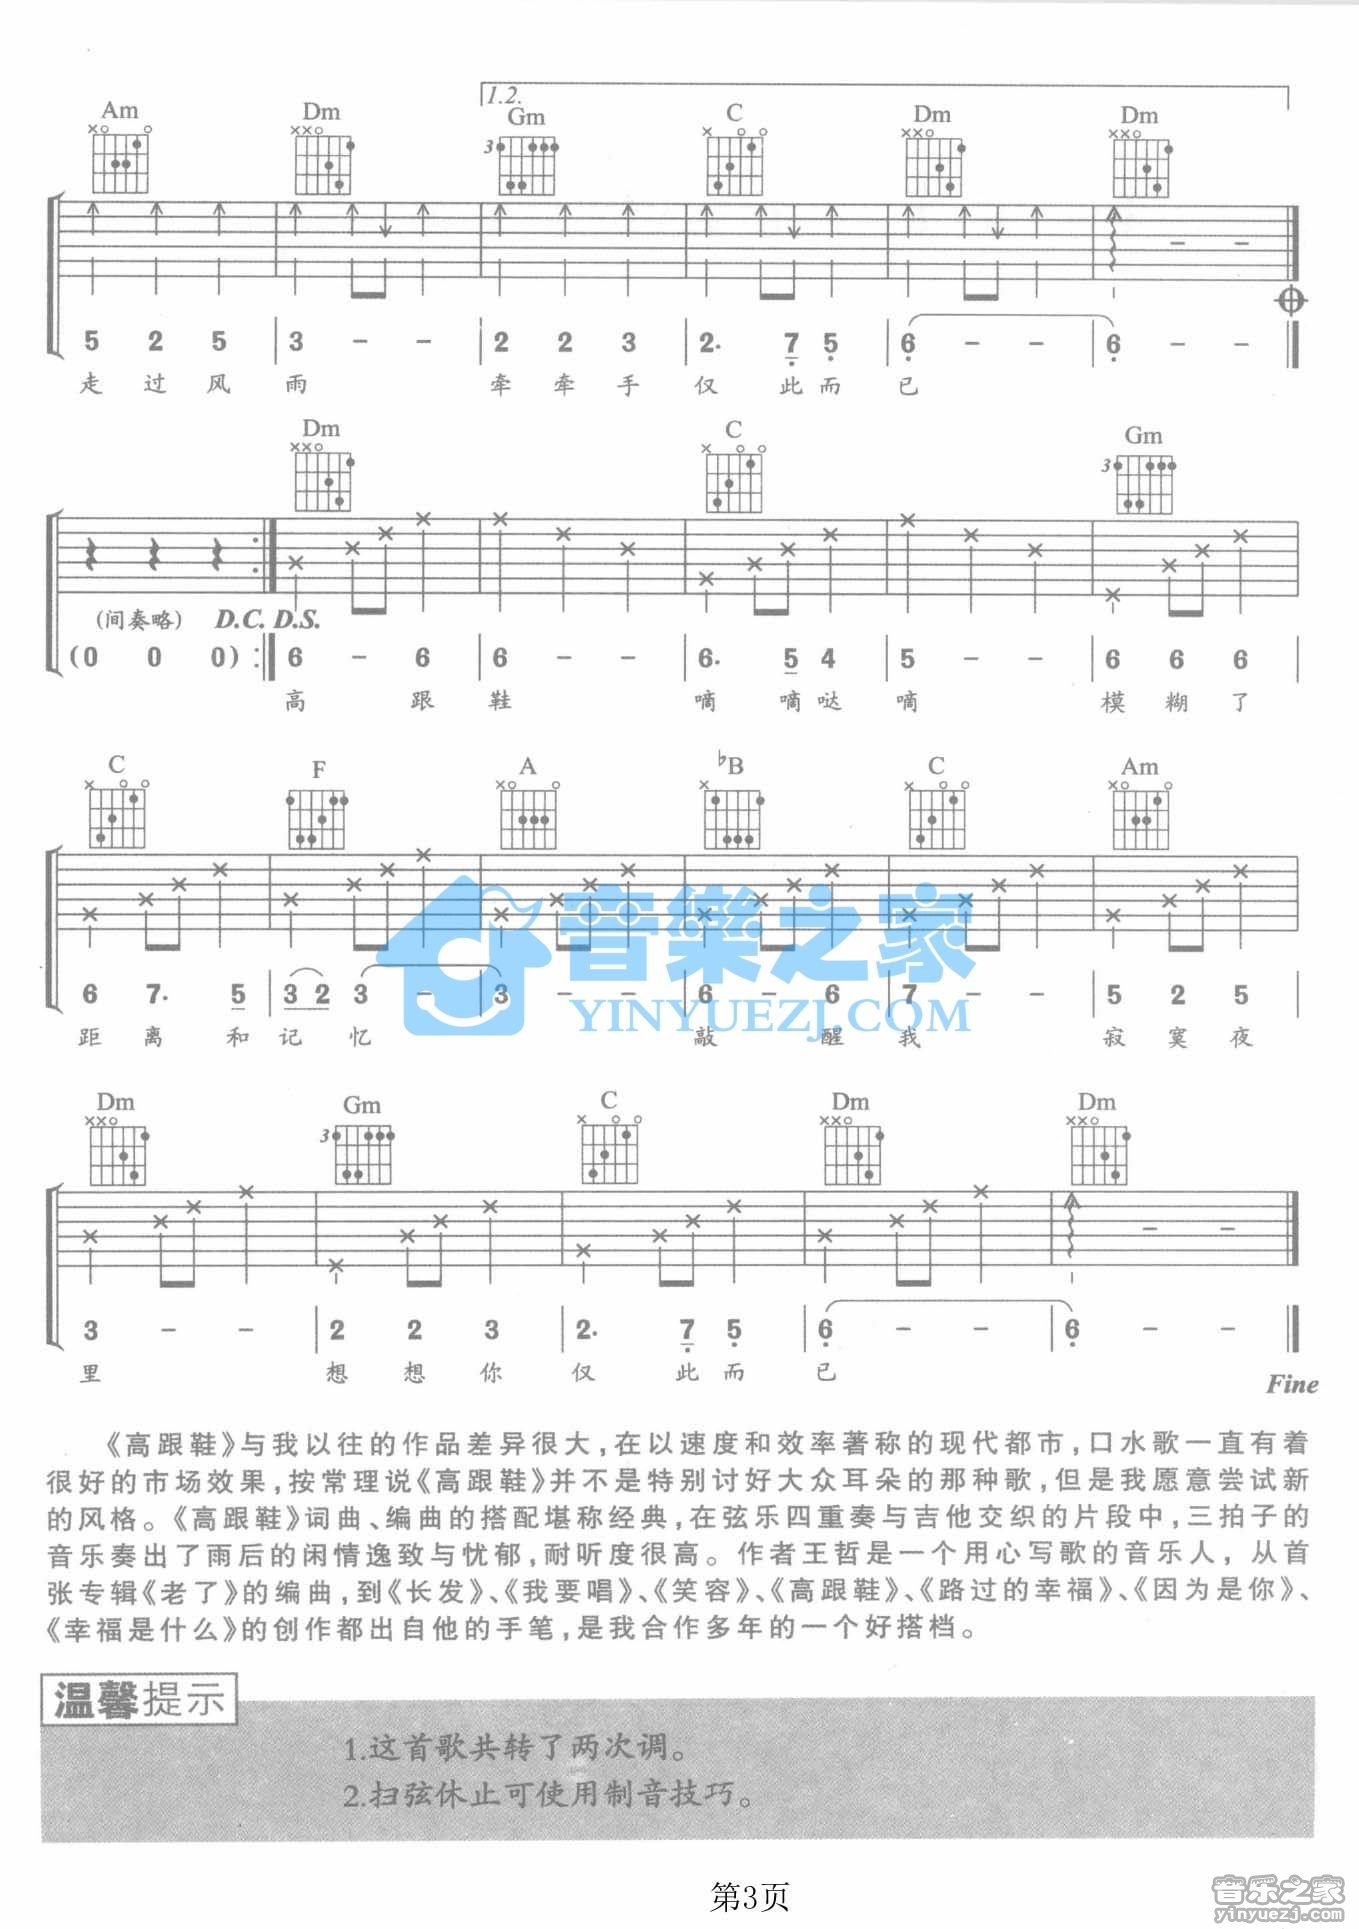 1.2.
Am Dm Gm C Dm Dm
3
5 2 5 | 3 - - | 2 2 3 | 2. 7 5 | 6 - - | 6 - -
走 过 风 雨 牵 牵 手 仅 此 而 已
Dm C Gm
3
(间奏略) D.C. D.S.
(0 0 0) :| 6 - 6 | 6 - - | 6. 5 4 | 5 - - | 6 6 6 |
高 跟 鞋 嘀 嘀 哒 嘀 模 糊 了
C F A ♭B C Am
6 7. 5 | 3 2 3 - | 3 - - | 6 - 6 | 7 - - | 5 2 5
距 离 和 记 忆 敲 醒 我 寂 寞 夜
音樂之家
YINYUEZJ.COM
Dm Gm C Dm Dm
3
3 - - | 2 2 3 | 2. 7 5 | 6 - - | 6 - -
里 想 想 你 仅 此 而 已
Fine
《高跟鞋》与我以往的作品差异很大,在以速度和效率著称的现代都市,口水歌一直有着
很好的市场效果,按常理说《高跟鞋》并不是特别讨好大众耳朵的那种歌,但是我愿意尝试新
的风格。《高跟鞋》词曲、编曲的搭配堪称经典,在弦乐四重奏与吉他交织的片段中,三拍子的
音乐奏出了雨后的闲情逸致与忧郁,耐听度很高。作者王哲是一个用心写歌的音乐人,从首
张专辑《老了》的编曲,到《长发》、《我要唱》、《笑容》、《高跟鞋》、《路过的幸福》、《因为是你》、
《幸福是什么》的创作都出自他的手笔,是我合作多年的一个好搭档。
温馨提示
1.这首歌共转了两次调。
2.扫弦休止可使用制音技巧。
第3页
音乐之家
yinyuezj.com